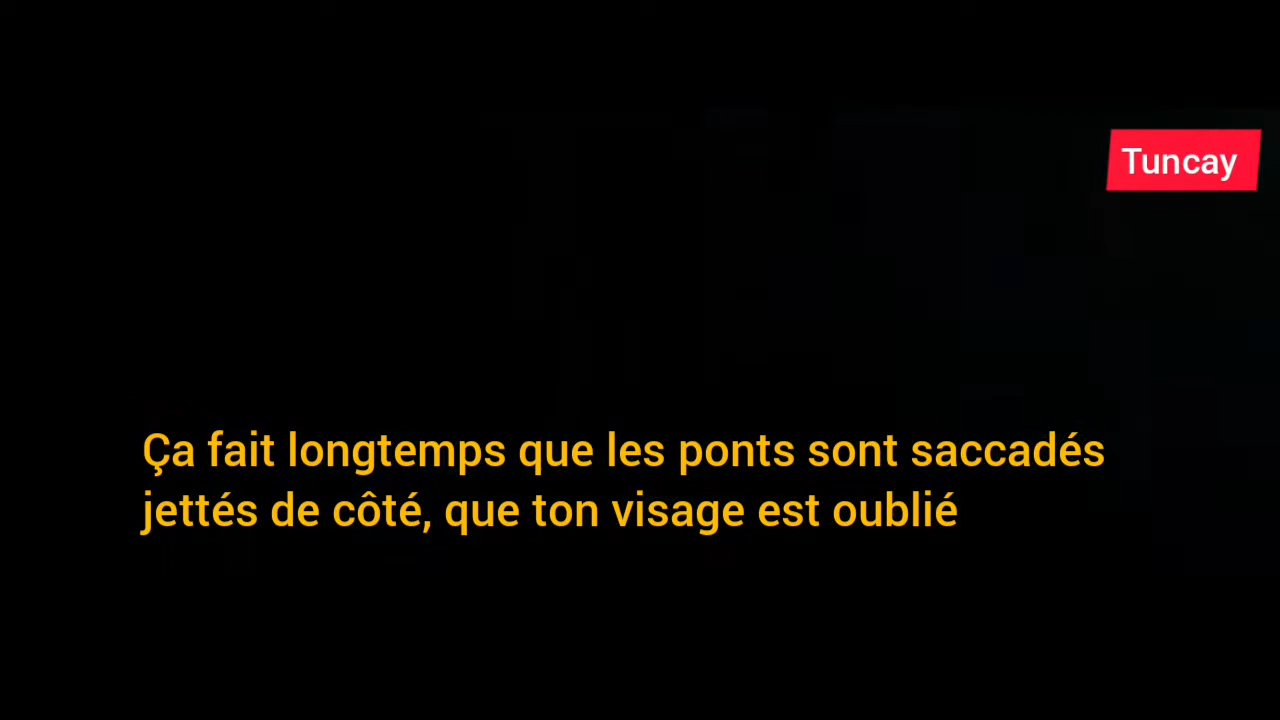 Tuncay
Ça fait longtemps que les ponts sont saccadés
jettés de côté, que ton visage est oublié